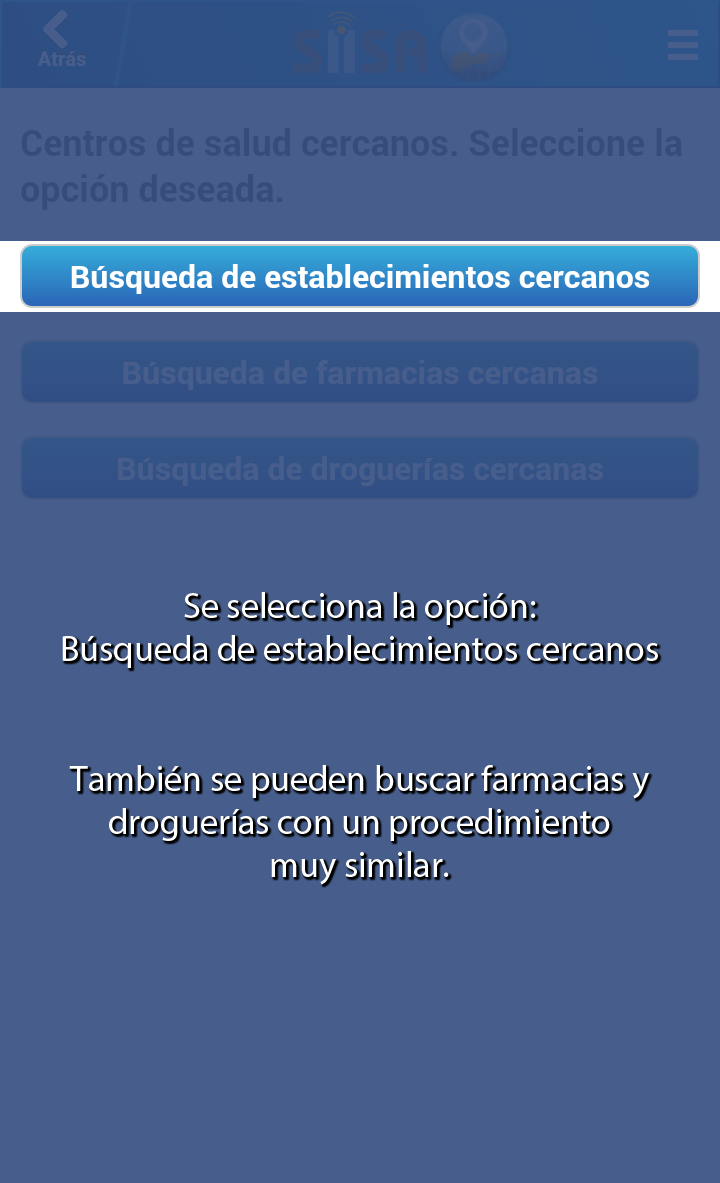 Atrás
SIISA
Centros de salud cercanos. Seleccione la
opción deseada.
Búsqueda de establecimientos cercanos
Búsqueda de farmacias cercanas
Búsqueda de droguerías cercanas
Se selecciona la opción:
Búsqueda de establecimientos cercanos
También se pueden buscar farmacias y
droguerías con un procedimiento
muy similar.